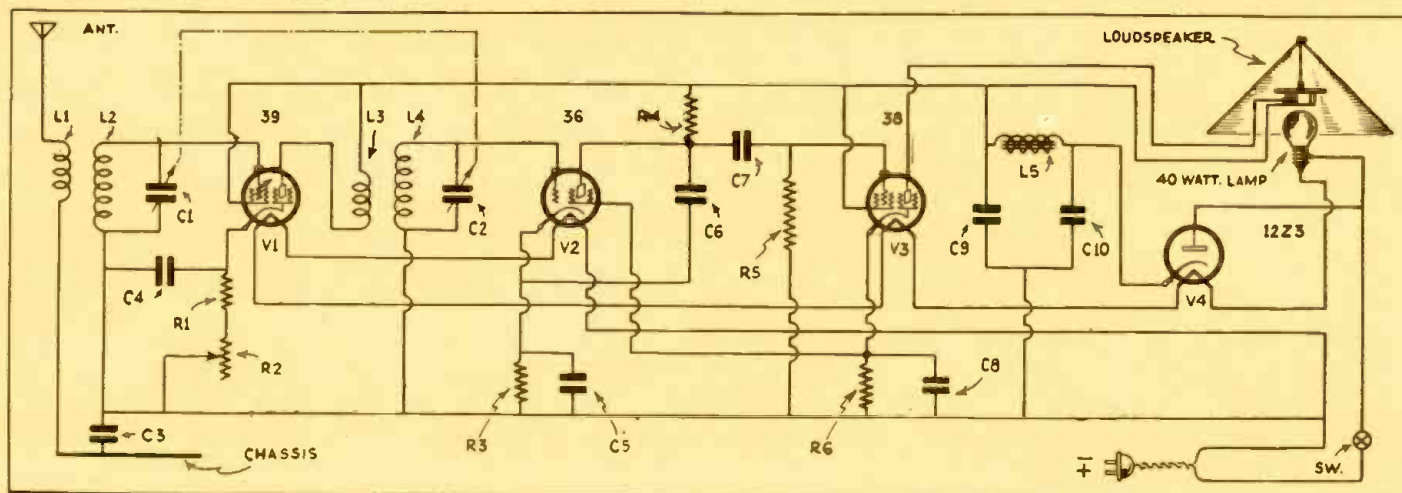 ANT.
LOUDSPEAKER
L1
L2
39
L3
L4
36
R4
38
C7
L5
40 WATT. LAMP
C1
C2
C6
C9
C10
12Z3
V1
V2
R5
V3
V4
C4
R1
R2
C8
C3
R3
C5
R6
CHASSIS
SW.